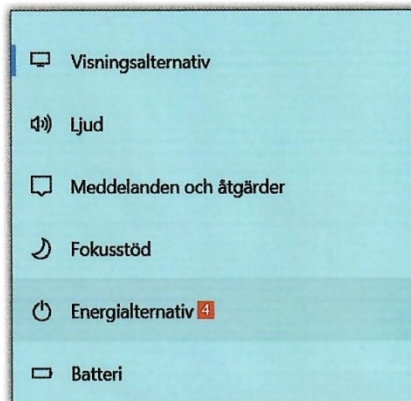 Visningsalternativ
Ljud
Meddelanden och åtgärder
Fokusstöd
Energialternativ 4
Batteri